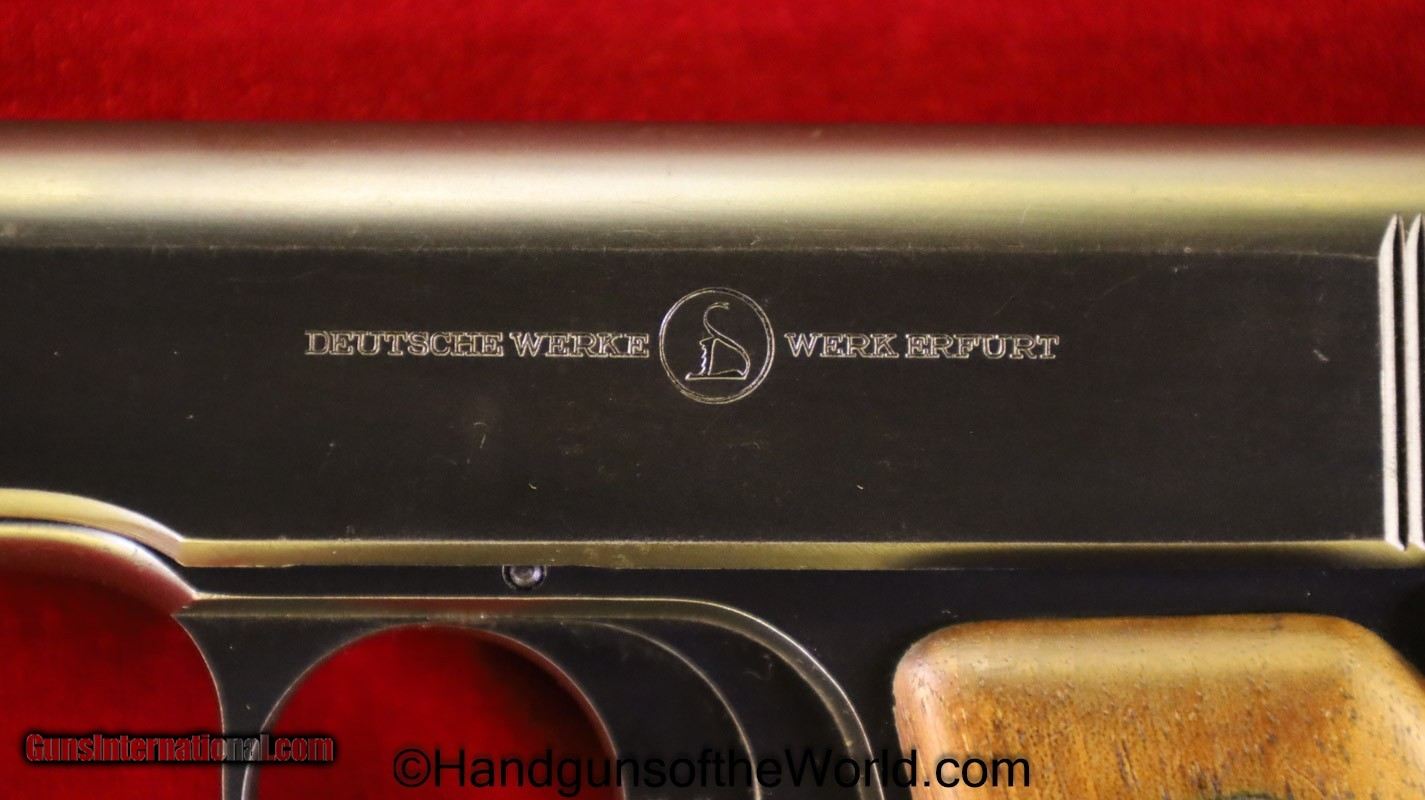 DEUTSCHE WERKE WERK ERFURT
GunsInternational.com
©HandgunsoftheWorld.com